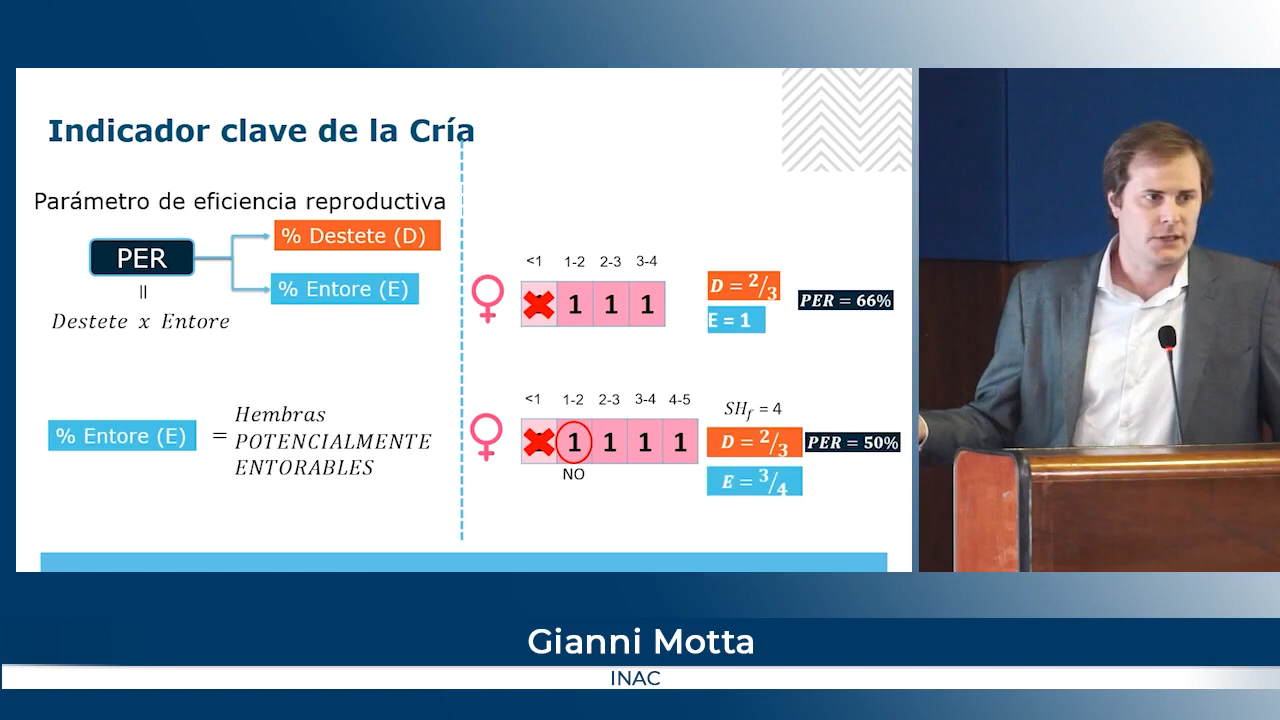 Indicador clave de la Cría
Parámetro de eficiencia reproductiva
PER
% Destete (D)
% Entore (E)
=
Destete x Entore
% Entore (E) = Hembras
POTENCIALMENTE
ENTORABLES
<1 1-2 2-3 3-4
1 1 1
D = 2/3
E = 1
PER = 66%
<1 1-2 2-3 3-4 4-5
1 1 1 1
NO
SHf = 4
D = 2/3
E = 3/4
PER = 50%
Gianni Motta
INAC